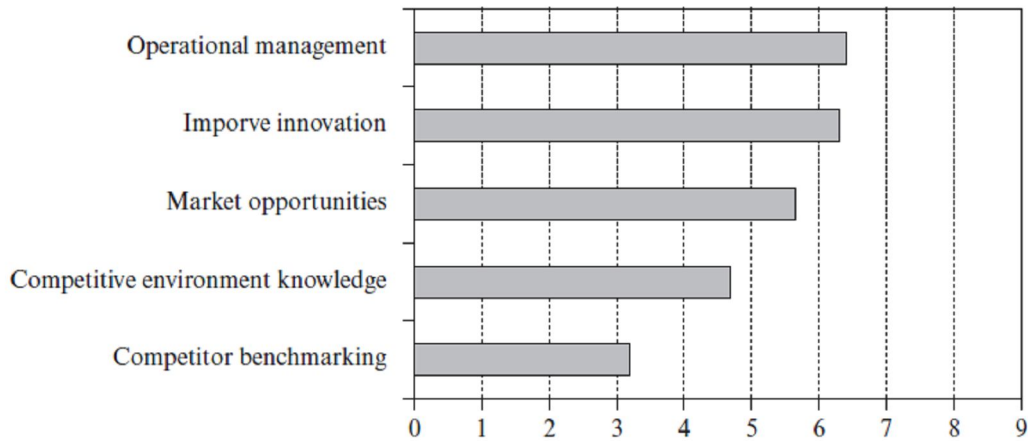 Operational management
Imporve innovation
Market opportunities
Competitive environment knowledge
Competitor benchmarking
0 1 2 3 4 5 6 7 8 9